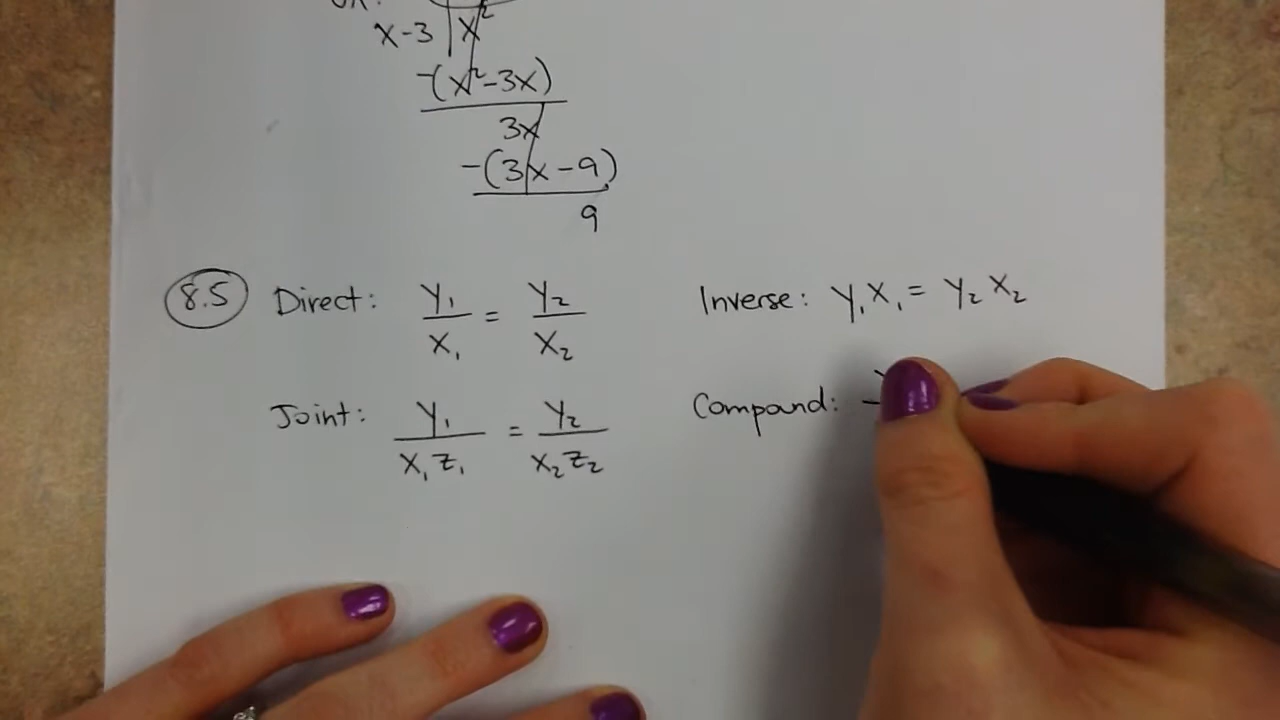 x-3 | x²
-(x²-3x)
3x
-(3x-9)
9
8.5 Direct: y₁/x₁ = y₂/x₂
Inverse: y₁x₁ = y₂x₂
Joint: y₁/x₁z₁ = y₂/x₂z₂
Compound: